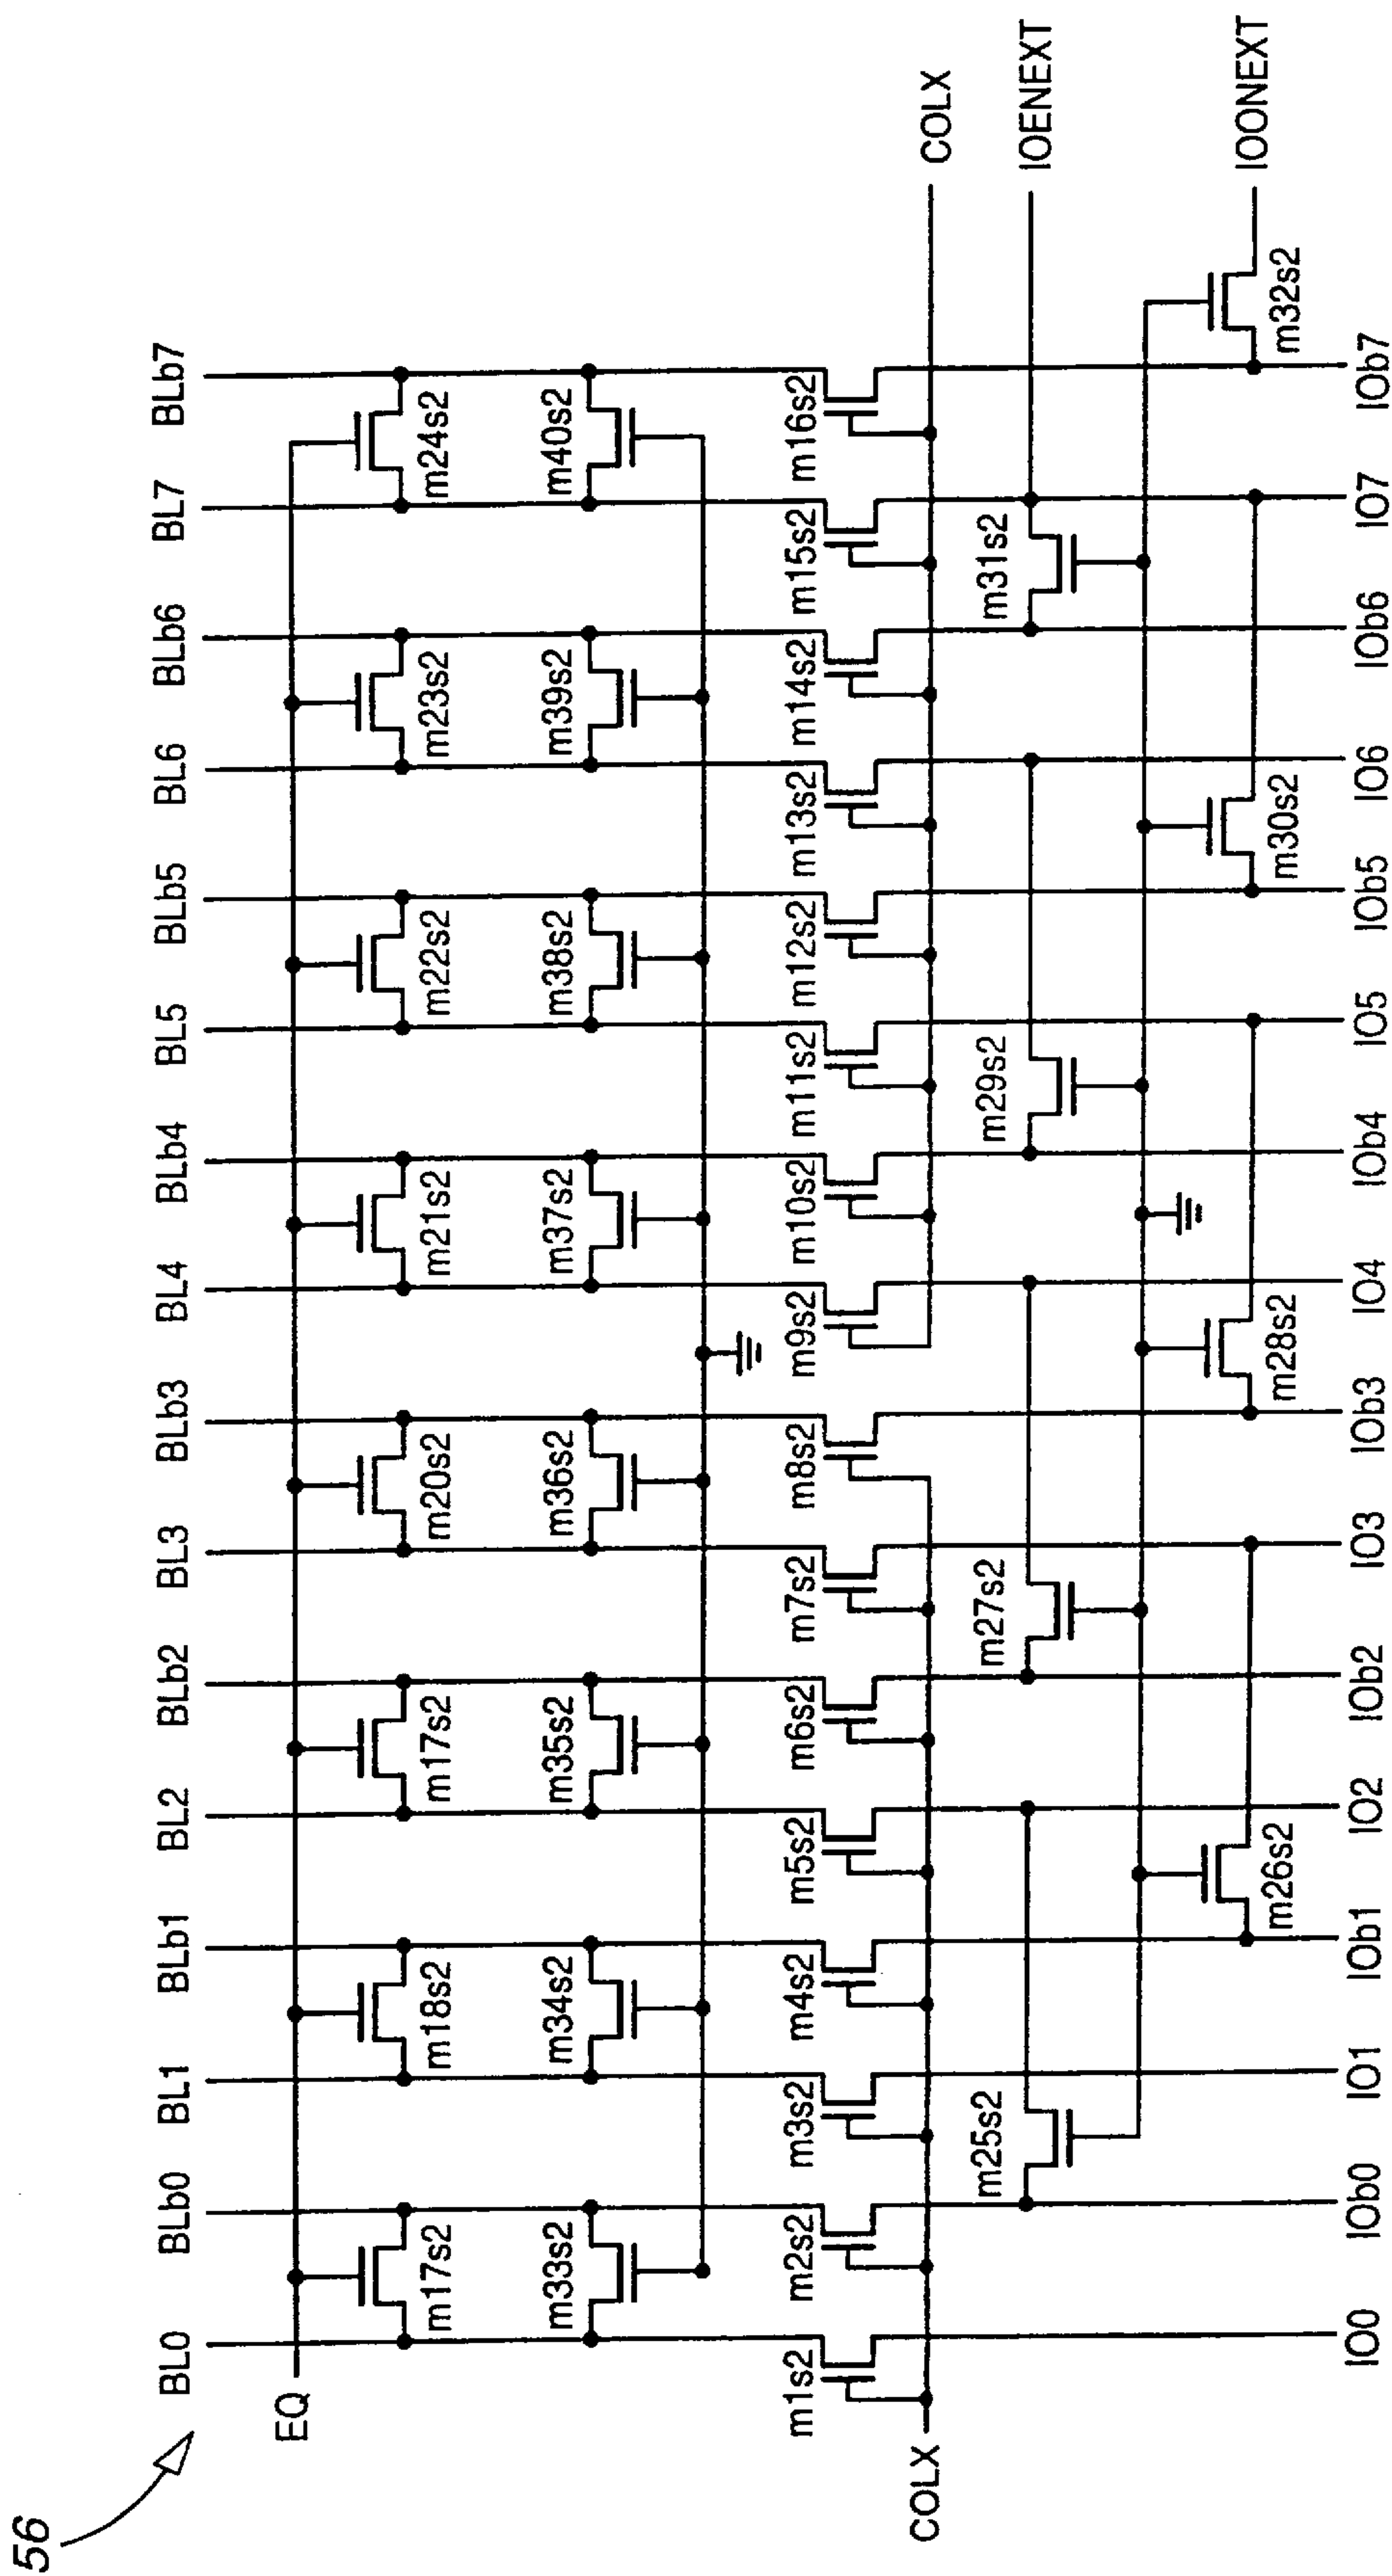 56
BL0 BLb0 BL1 BLb1 BL2 BLb2 BL3 BLb3 BL4 BLb4 BL5 BLb5 BL6 BLb6 BL7 BLb7
EQ
m17s2 m18s2 m17s2 m20s2 m21s2 m22s2 m23s2 m24s2
m33s2 m34s2 m35s2 m36s2 m37s2 m38s2 m39s2 m40s2
m1s2 m2s2 m3s2 m4s2 m5s2 m6s2 m7s2 m8s2 m9s2 m10s2 m11s2 m12s2 m13s2 m14s2 m15s2 m16s2
COLX COLX
m25s2 m27s2 m29s2 m31s2 IOENEXT
m26s2 m28s2 m30s2 m32s2 IOONEXT
IO0 IOb0 IO1 IOb1 IO2 IOb2 IO3 IOb3 IO4 IOb4 IO5 IOb5 IO6 IOb6 IO7 IOb7